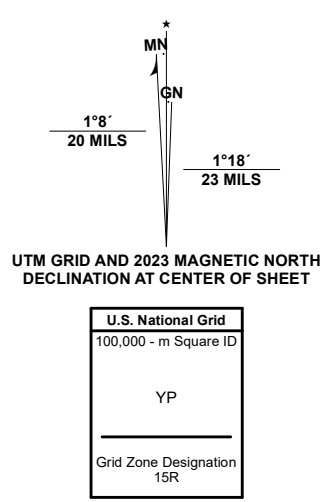 MN
GN
1°8´
20 MILS
1°18´
23 MILS
UTM GRID AND 2023 MAGNETIC NORTH
DECLINATION AT CENTER OF SHEET
U.S. National Grid
100,000 - m Square ID
YP
Grid Zone Designation
15R